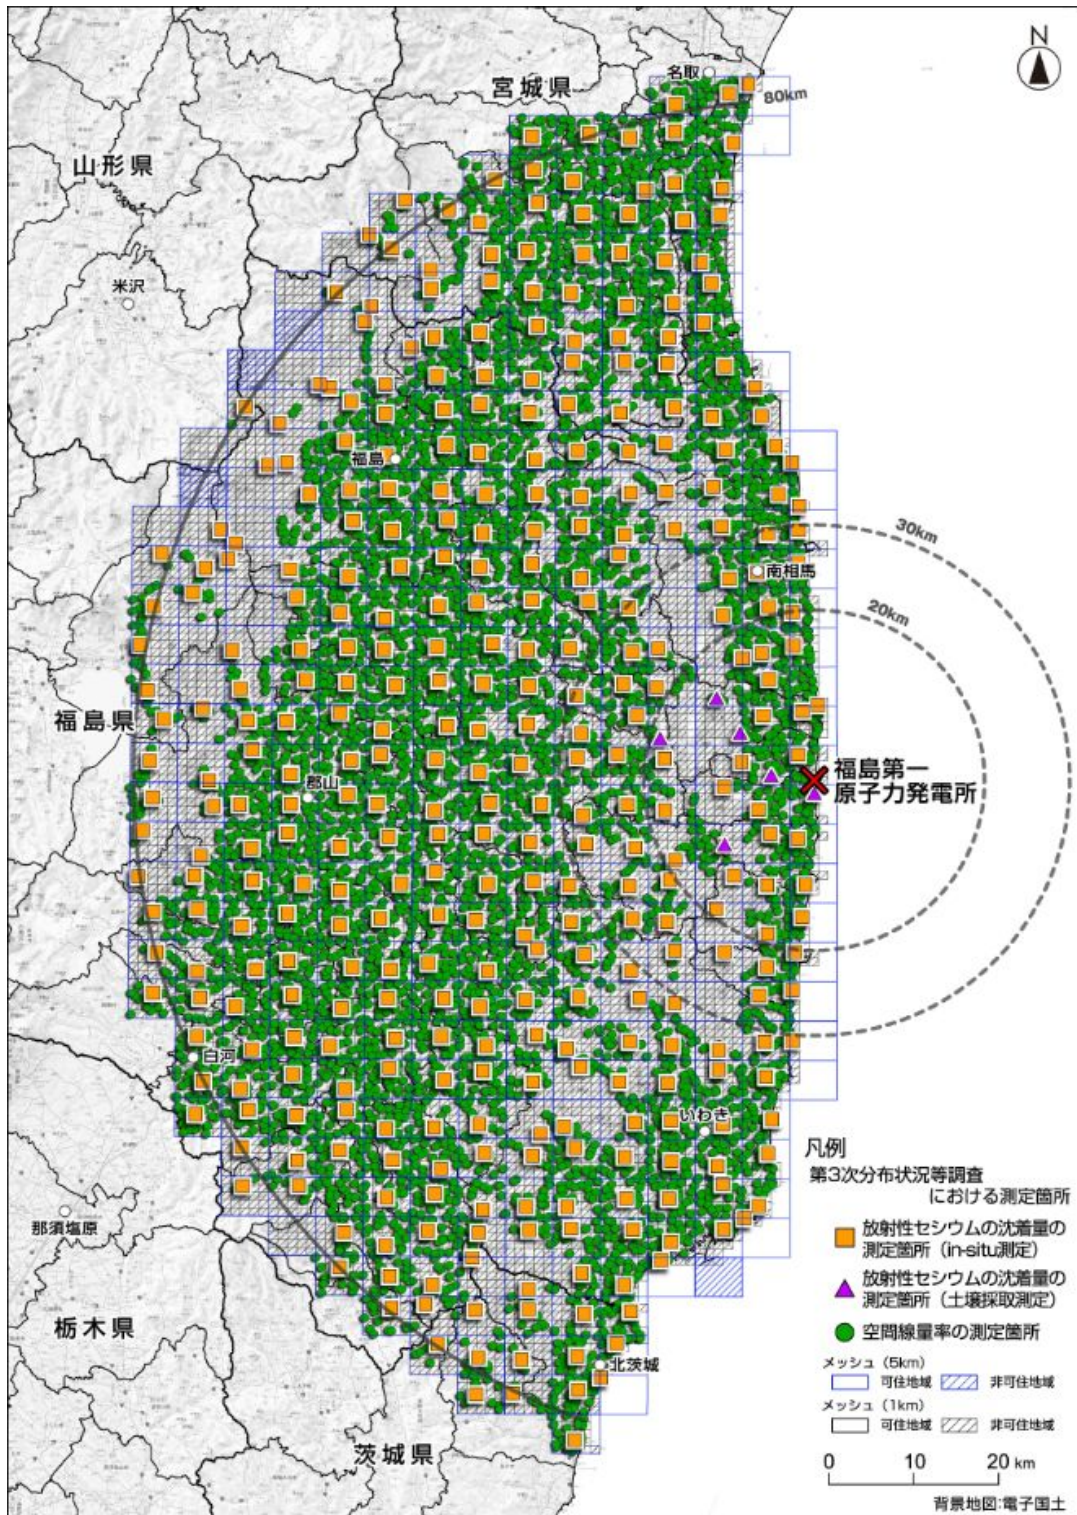 N
名取
宮城県
80km
山形県
米沢
福島
30km
南相馬
20km
福島県
福島第一
原子力発電所
郡山
白河
いわき
凡例
第3次分布状況等調査
における測定箇所
放射性セシウムの沈着量の
測定箇所（in-situ測定）
放射性セシウムの沈着量の
測定箇所（土壌採取測定）
空間線量率の測定箇所
メッシュ（5km）
可住地域 非可住地域
メッシュ（1km）
可住地域 非可住地域
那須塩原
栃木県
北茨城
茨城県
0 10 20 km
背景地図:電子国土